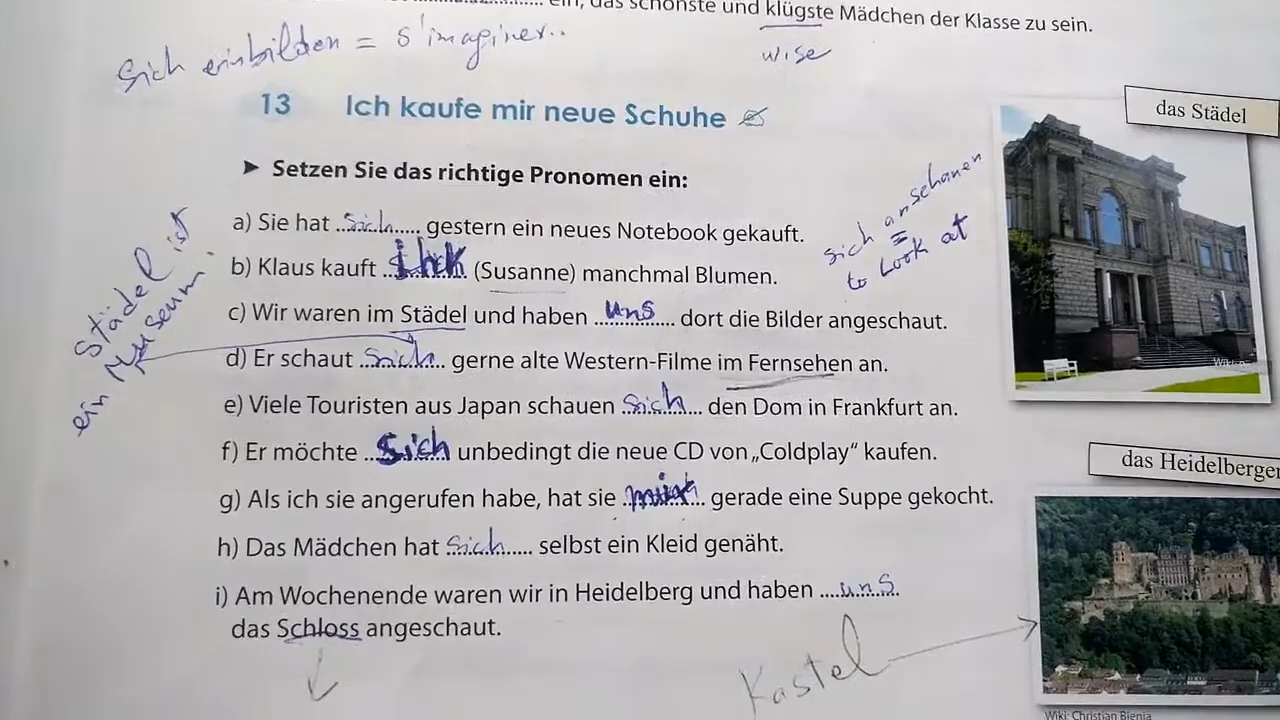 ein, das schönste und klügste Mädchen der Klasse zu sein.
Sich einbilden = s'imaginer..
wise
13 Ich kaufe mir neue Schuhe
das Städel
► Setzen Sie das richtige Pronomen ein:
a) Sie hat ..sich...... gestern ein neues Notebook gekauft.
sich anschauen
=
to Look at
b) Klaus kauft ............ (Susanne) manchmal Blumen.
Städel ist
ein Museum.
c) Wir waren im Städel und haben ..uns.... dort die Bilder angeschaut.
d) Er schaut ..Sich.. gerne alte Western-Filme im Fernsehen an.
e) Viele Touristen aus Japan schauen ..Sich... den Dom in Frankfurt an.
f) Er möchte ..Sich.. unbedingt die neue CD von „Coldplay“ kaufen.
das Heidelberger
g) Als ich sie angerufen habe, hat sie ............ gerade eine Suppe gekocht.
h) Das Mädchen hat .Sich..... selbst ein Kleid genäht.
i) Am Wochenende waren wir in Heidelberg und haben ....uns....
das Schloss angeschaut.
Kastel
Wiki: Christian Bienia